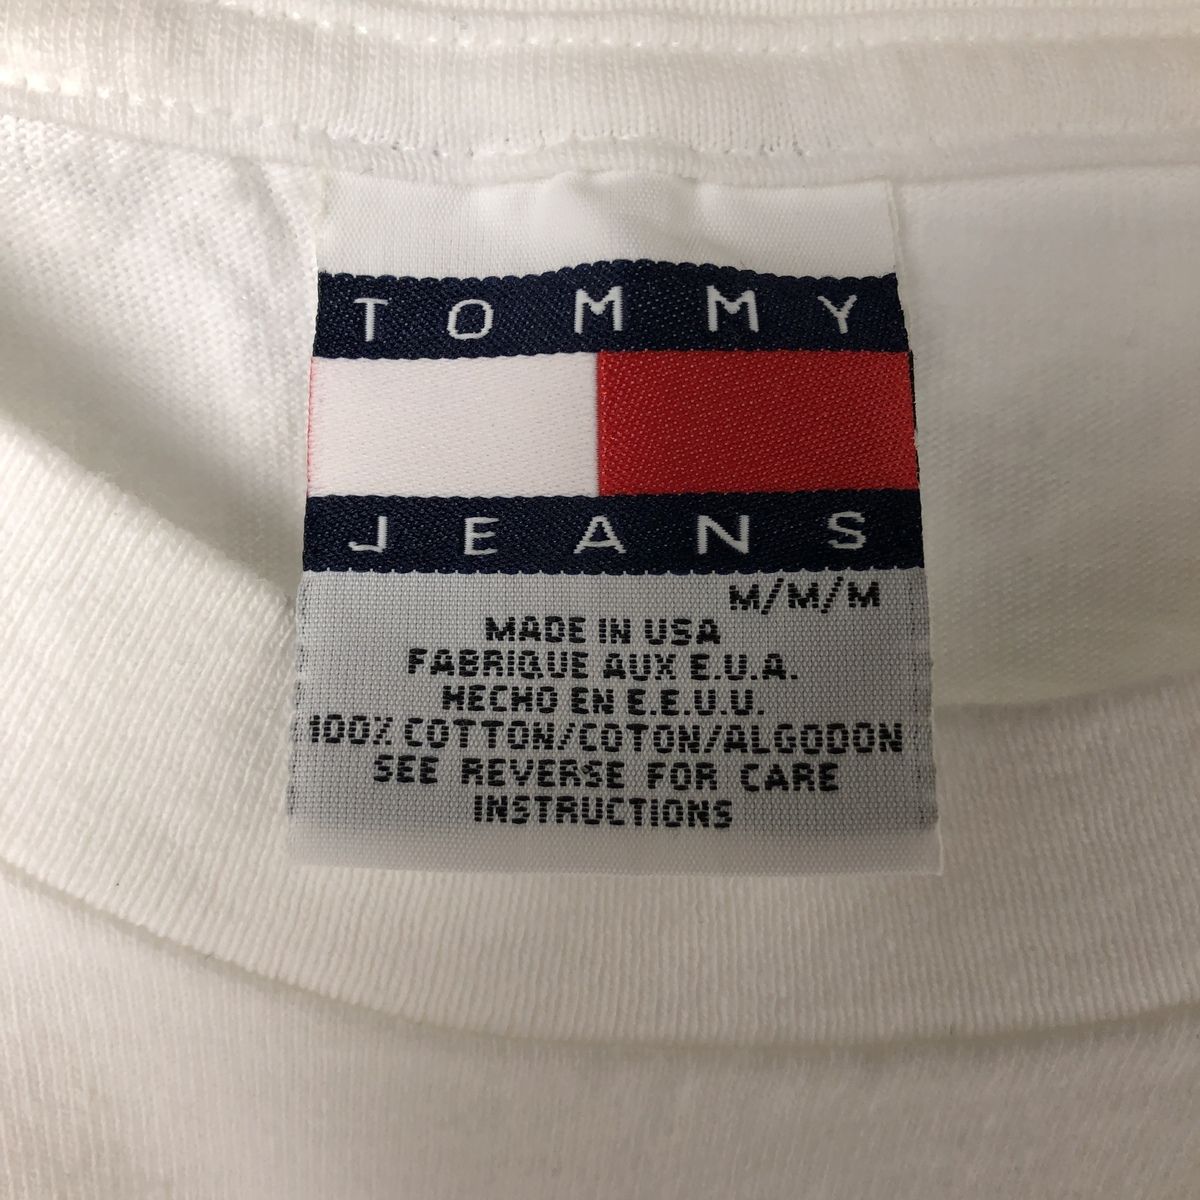 TOMMY
JEANS
M/M/M
MADE IN USA
FABRIQUE AUX E.U.A.
HECHO EN E.E.U.U.
100% COTTON/COTON/ALGODON
SEE REVERSE FOR CARE
INSTRUCTIONS